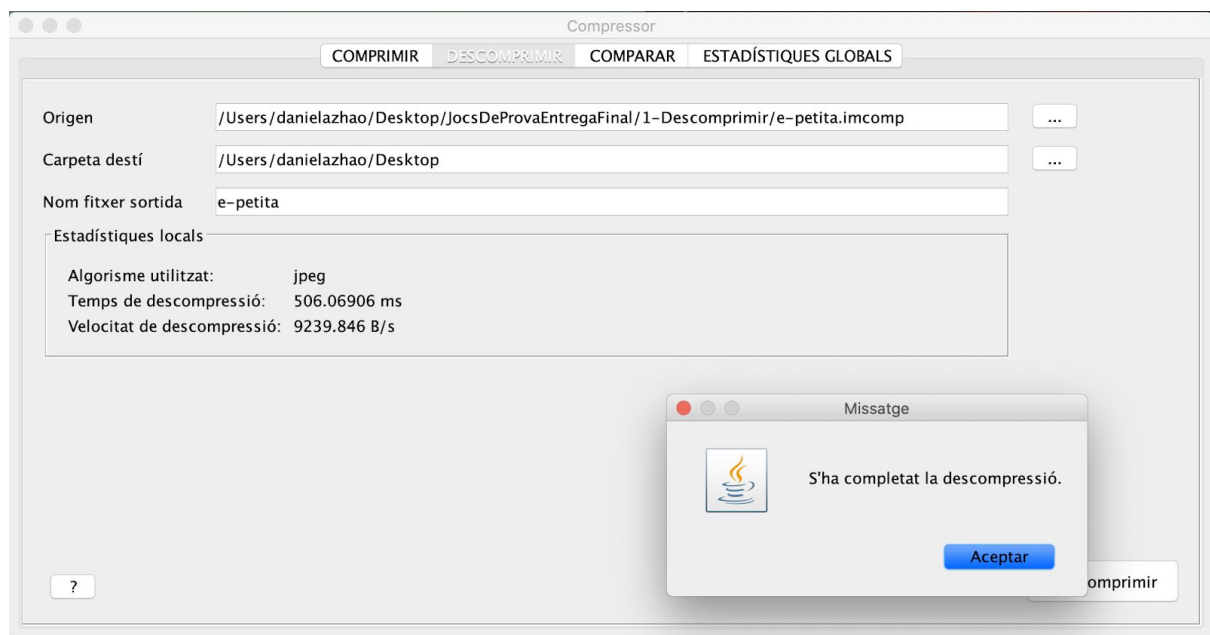 Compressor
COMPRIMIR DESCOMPRIMIR COMPARAR ESTADÍSTIQUES GLOBALS
Origen /Users/danielazhao/Desktop/JocsDeProvaEntregaFinal/1-Descomprimir/e-petita.imcomp ...
Carpeta destí /Users/danielazhao/Desktop ...
Nom fitxer sortida e-petita
Estadístiques locals
Algorisme utilitzat: jpeg
Temps de descompressió: 506.06906 ms
Velocitat de descompressió: 9239.846 B/s
Missatge
S'ha completat la descompressió.
Aceptar
? omprimir